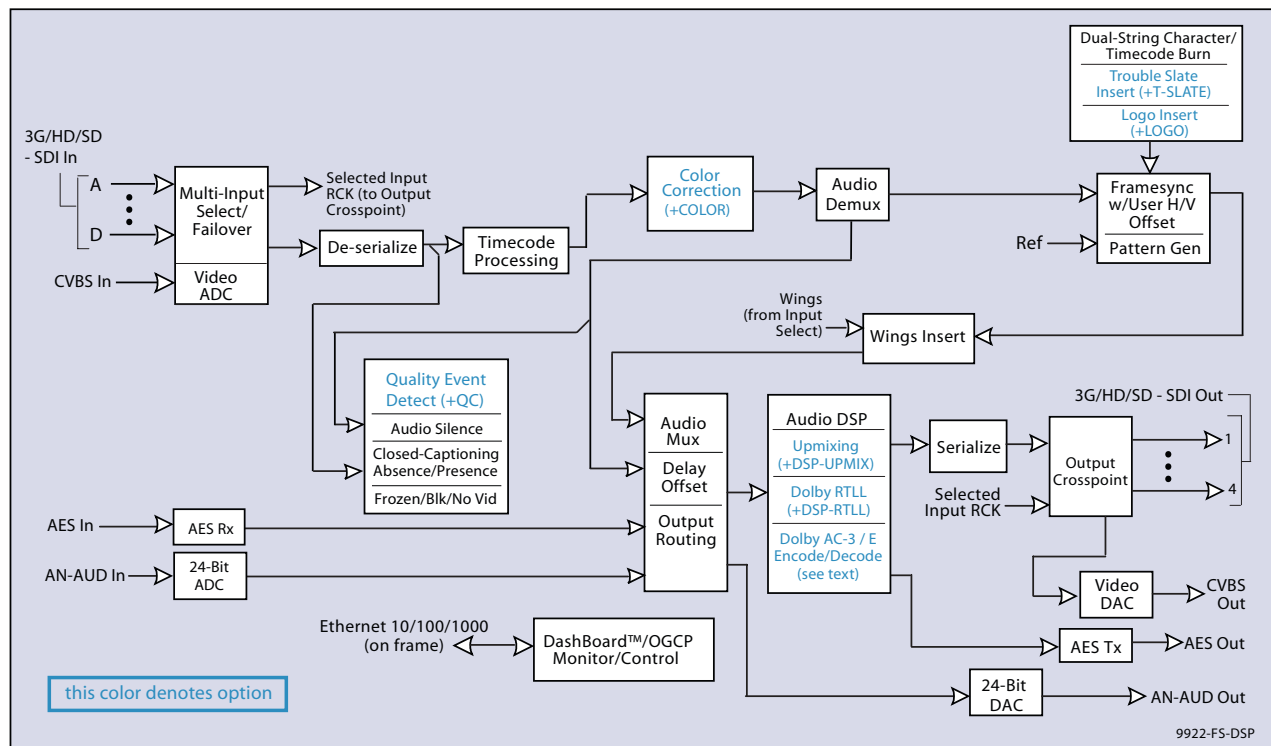 Dual-String Character/
Timecode Burn
Trouble Slate
Insert (+T-SLATE)
Logo Insert
(+LOGO)
3G/HD/SD
- SDI In
A
D
CVBS In
Multi-Input
Select/
Failover
Video
ADC
Selected Input
RCK (to Output
Crosspoint)
De-serialize
Timecode
Processing
Color
Correction
(+COLOR)
Audio
Demux
Framesync
w/User H/V
Offset
Pattern Gen
Ref
Wings
(from Input
Select)
Wings Insert
Quality Event
Detect (+QC)
Audio Silence
Closed-Captioning
Absence/Presence
Frozen/Blk/No Vid
Audio
Mux
Delay
Offset
Output
Routing
Audio DSP
Upmixing
(+DSP-UPMIX)
Dolby RTLL
(+DSP-RTLL)
Dolby AC-3 / E
Encode/Decode
(see text)
Serialize
Selected
Input RCK
Output
Crosspoint
3G/HD/SD - SDI Out
1
4
AES In
AES Rx
AN-AUD In
24-Bit
ADC
Video
DAC
CVBS
Out
AES Tx
AES Out
24-Bit
DAC
AN-AUD Out
Ethernet 10/100/1000
(on frame)
DashBoard™/OGCP
Monitor/Control
this color denotes option
9922-FS-DSP